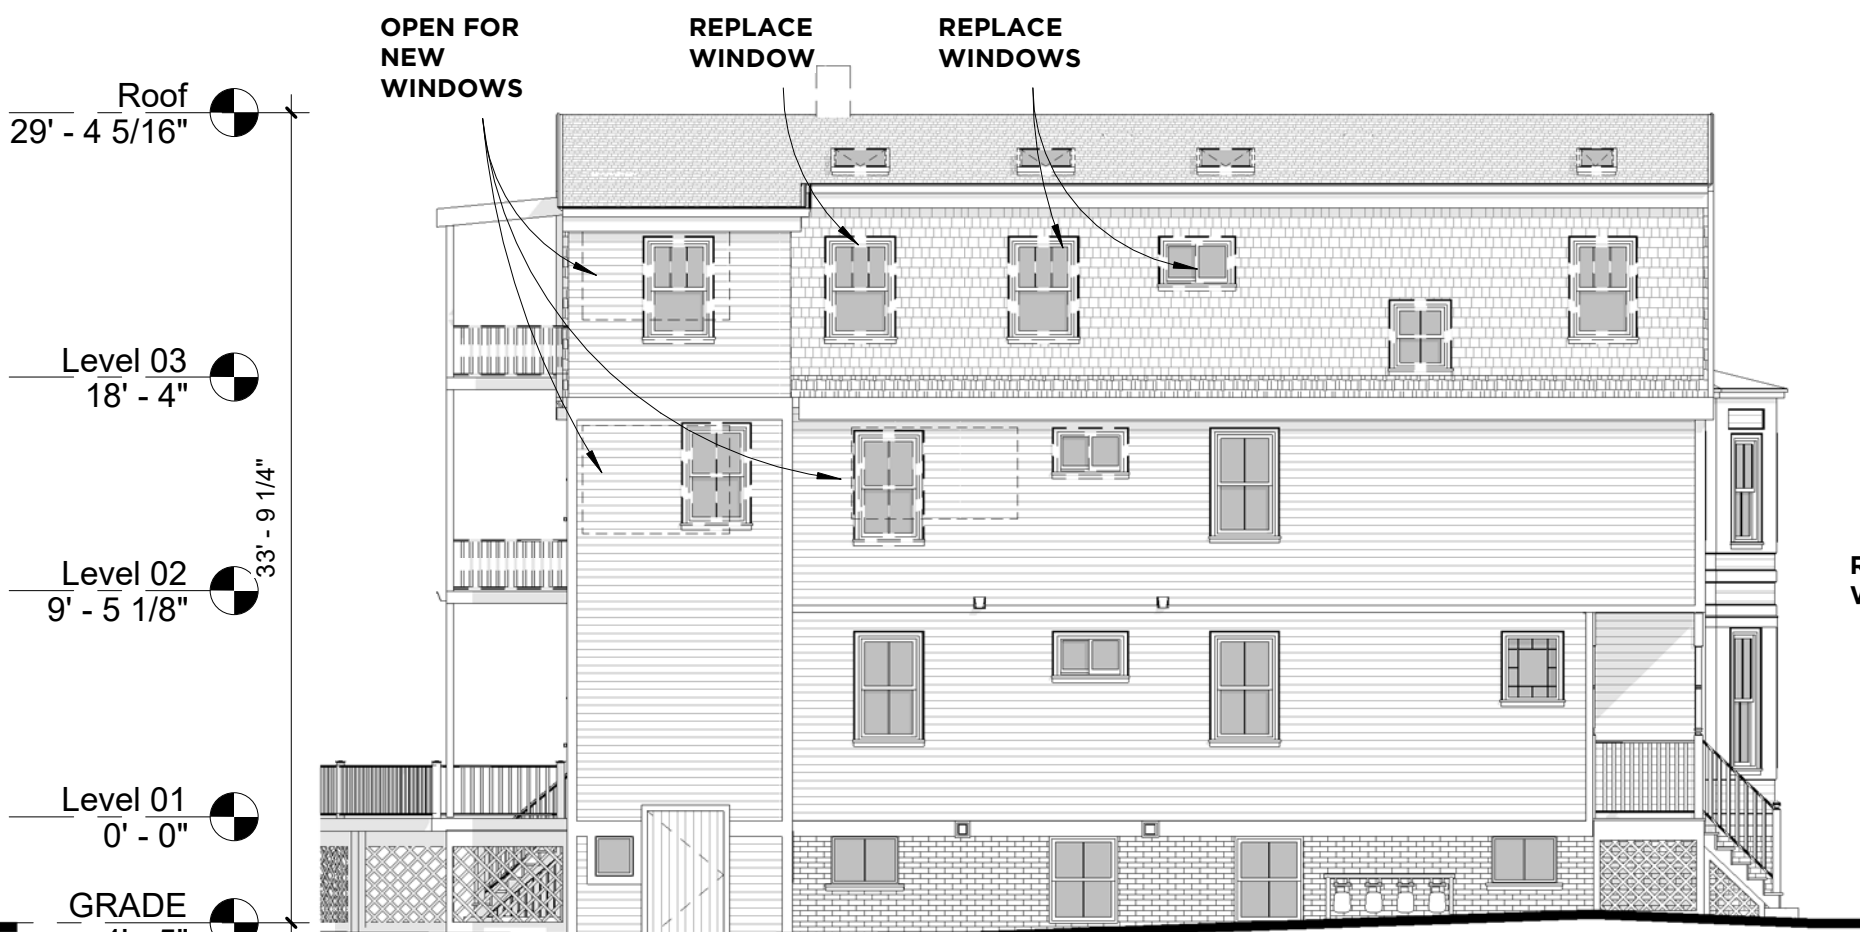 OPEN FOR
NEW
WINDOWS
REPLACE
WINDOW
REPLACE
WINDOWS
Roof
29' - 4 5/16"
Level 03
18' - 4"
33' - 9 1/4"
Level 02
9' - 5 1/8"
Level 01
0' - 0"
GRADE